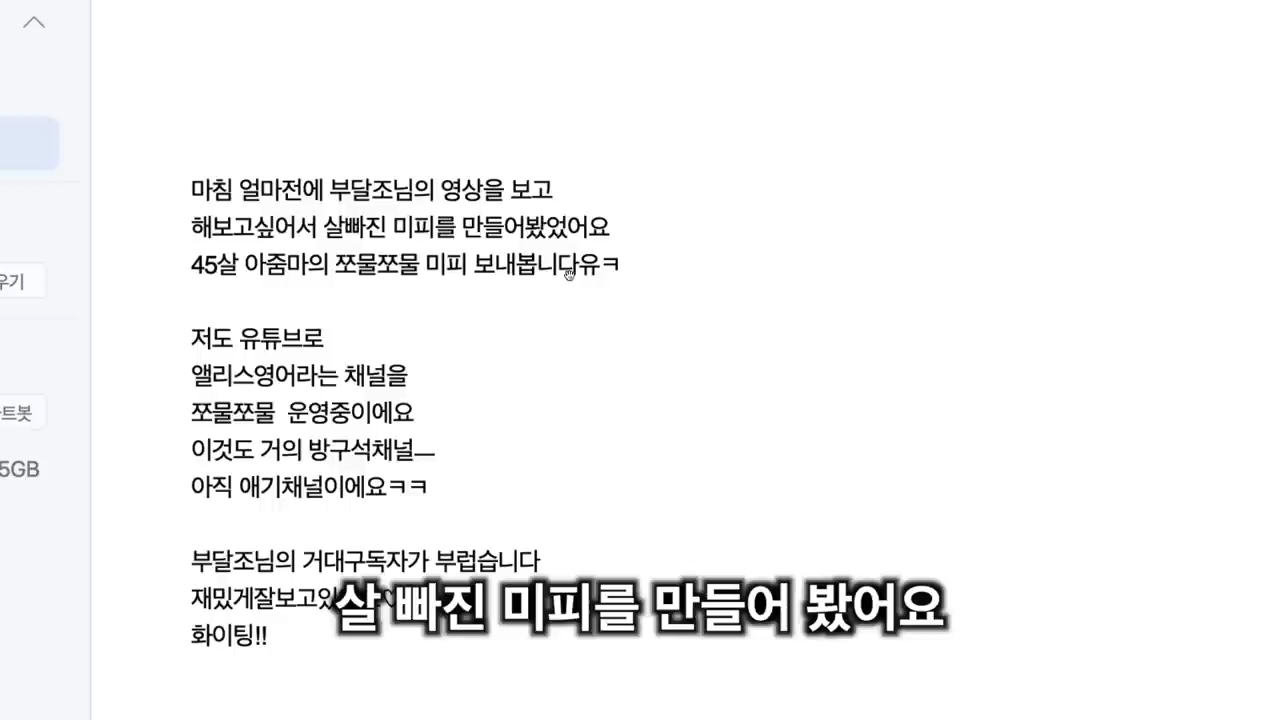 우기
트봇
5GB
마침 얼마전에 부달조님의 영상을 보고
해보고싶어서 살빠진 미피를 만들어봤었어요
45살 아줌마의 쪼물쪼물 미피 보내봅니다유ㅋ
저도 유튜브로
앨리스영어라는 채널을
쪼물쪼물 운영중이에요
이것도 거의 방구석채널ㅡ
아직 애기채널이에요ㅋㅋ
부달조님의 거대구독자가 부럽습니다
재밌게잘보고있
화이팅!!
살 빠진 미피를 만들어 봤어요